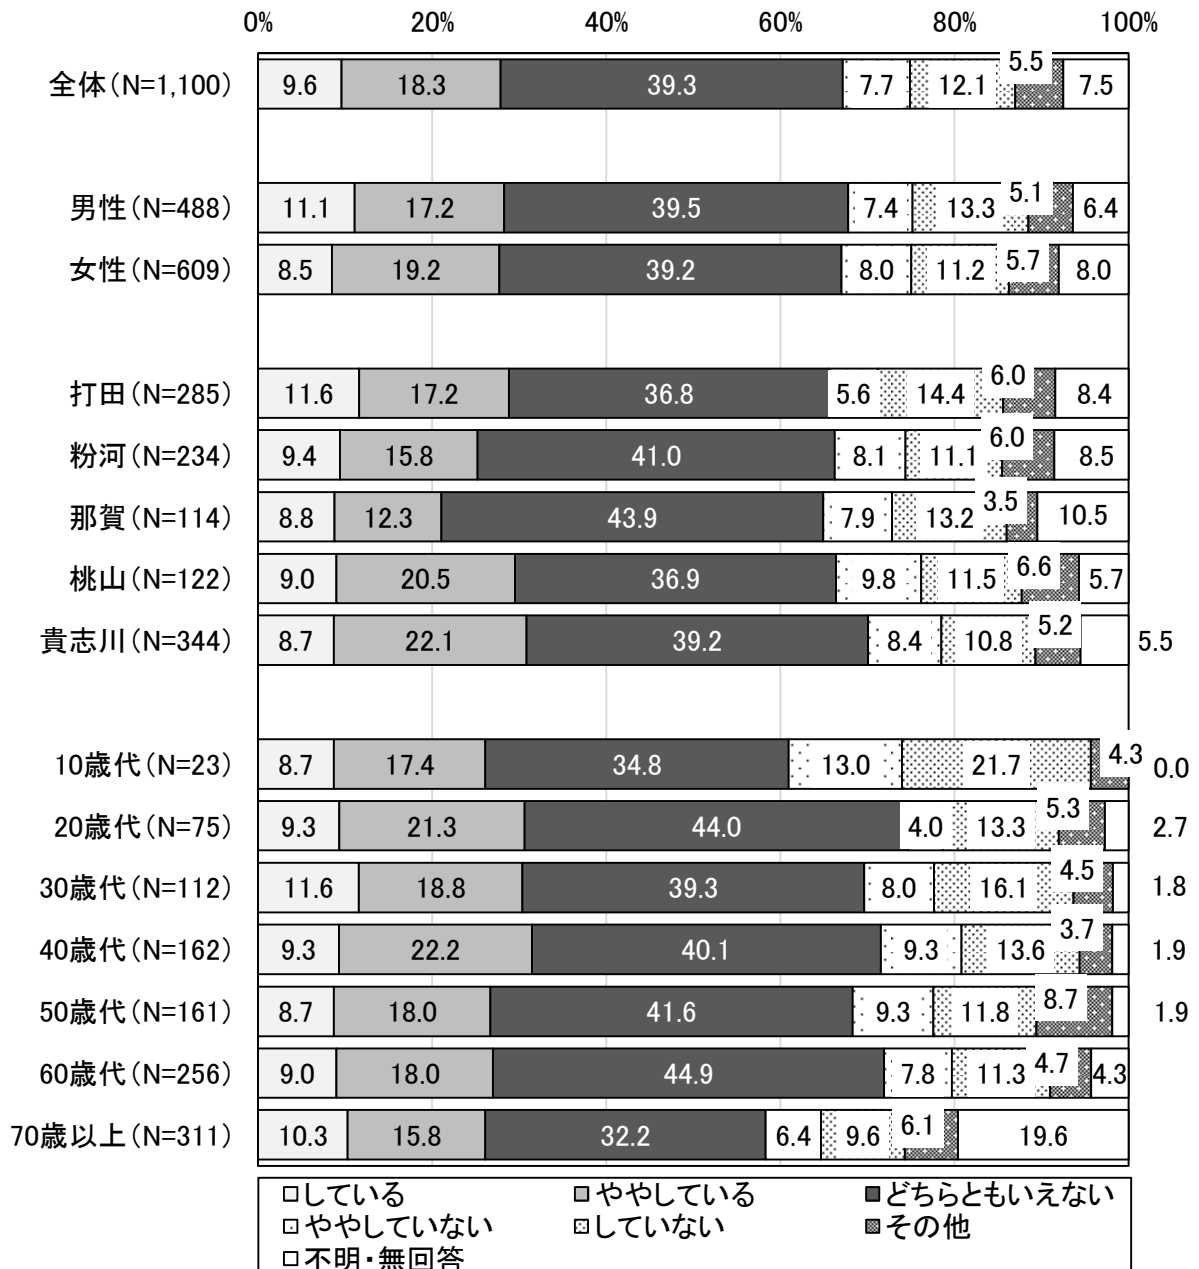 0% 20% 40% 60% 80% 100%
全体(N=1,100) 9.6 18.3 39.3 7.7 12.1 5.5 7.5
男性(N=488) 11.1 17.2 39.5 7.4 13.3 5.1 6.4
女性(N=609) 8.5 19.2 39.2 8.0 11.2 5.7 8.0
打田(N=285) 11.6 17.2 36.8 5.6 14.4 6.0 8.4
粉河(N=234) 9.4 15.8 41.0 8.1 11.1 6.0 8.5
那賀(N=114) 8.8 12.3 43.9 7.9 13.2 3.5 10.5
桃山(N=122) 9.0 20.5 36.9 9.8 11.5 6.6 5.7
貴志川(N=344) 8.7 22.1 39.2 8.4 10.8 5.2 5.5
10歳代(N=23) 8.7 17.4 34.8 13.0 21.7 4.3 0.0
20歳代(N=75) 9.3 21.3 44.0 4.0 13.3 5.3 2.7
30歳代(N=112) 11.6 18.8 39.3 8.0 16.1 4.5 1.8
40歳代(N=162) 9.3 22.2 40.1 9.3 13.6 3.7 1.9
50歳代(N=161) 8.7 18.0 41.6 9.3 11.8 8.7 1.9
60歳代(N=256) 9.0 18.0 44.9 7.8 11.3 4.7 4.3
70歳以上(N=311) 10.3 15.8 32.2 6.4 9.6 6.1 19.6
している ややしている どちらともいえない
ややしていない していない その他
不明・無回答